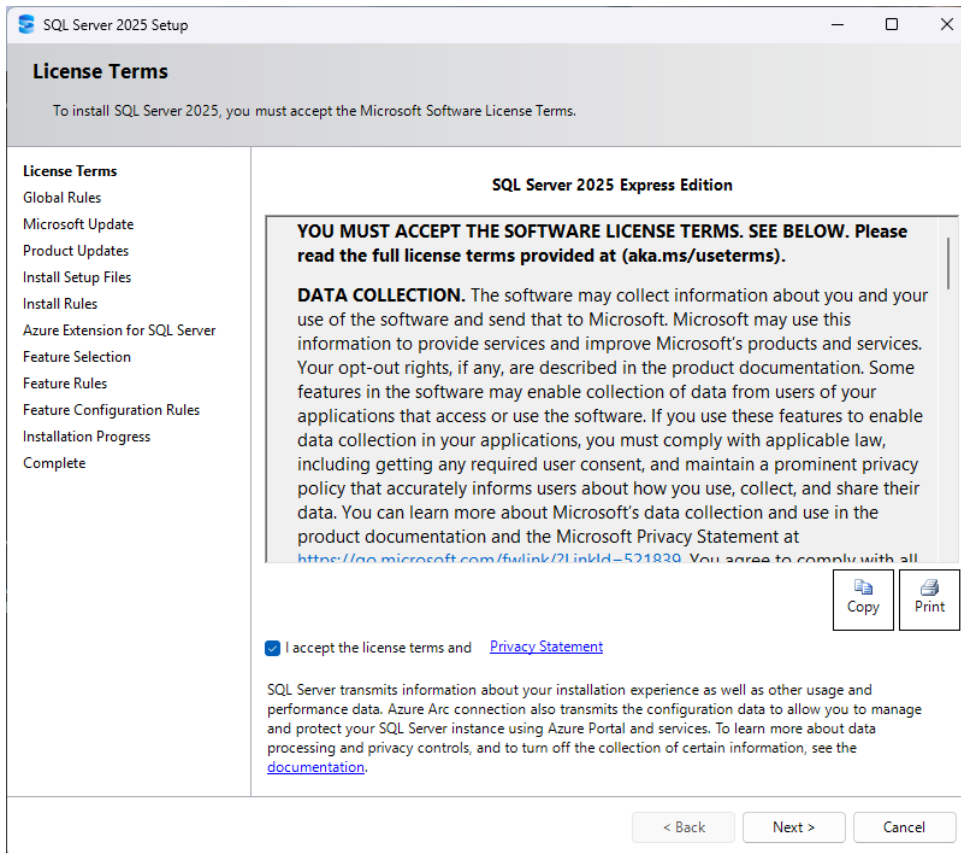 SQL Server 2025 Setup
License Terms
To install SQL Server 2025, you must accept the Microsoft Software License Terms.
License Terms
Global Rules
Microsoft Update
Product Updates
Install Setup Files
Install Rules
Azure Extension for SQL Server
Feature Selection
Feature Rules
Feature Configuration Rules
Installation Progress
Complete
SQL Server 2025 Express Edition
YOU MUST ACCEPT THE SOFTWARE LICENSE TERMS. SEE BELOW. Please
read the full license terms provided at (aka.ms/useterms).
DATA COLLECTION. The software may collect information about you and your
use of the software and send that to Microsoft. Microsoft may use this
information to provide services and improve Microsoft's products and services.
Your opt-out rights, if any, are described in the product documentation. Some
features in the software may enable collection of data from users of your
applications that access or use the software. If you use these features to enable
data collection in your applications, you must comply with applicable law,
including getting any required user consent, and maintain a prominent privacy
policy that accurately informs users about how you use, collect, and share their
data. You can learn more about Microsoft's data collection and use in the
product documentation and the Microsoft Privacy Statement at
https://go.microsoft.com/fwlink/?LinkId=521839. You agree to comply with all
Copy
Print
I accept the license terms and Privacy Statement
SQL Server transmits information about your installation experience as well as other usage and
performance data. Azure Arc connection also transmits the configuration data to allow you to manage
and protect your SQL Server instance using Azure Portal and services. To learn more about data
processing and privacy controls, and to turn off the collection of certain information, see the
documentation.
< Back
Next >
Cancel